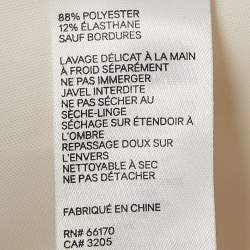 88% POLYESTER
12% ÉLASTHANE
SAUF BORDURES
LAVAGE DÉLICAT À LA MAIN
À FROID SÉPARÉMENT
NE PAS IMMERGER
JAVEL INTERDITE
NE PAS SÉCHER AU
SÈCHE-LINGE
SÉCHAGE SUR ÉTENDOIR À
L'OMBRE
REPASSAGE DOUX SUR
L'ENVERS
NETTOYABLE À SEC
NE PAS DÉTACHER
FABRIQUÉ EN CHINE
RN# 66170
CA# 3205